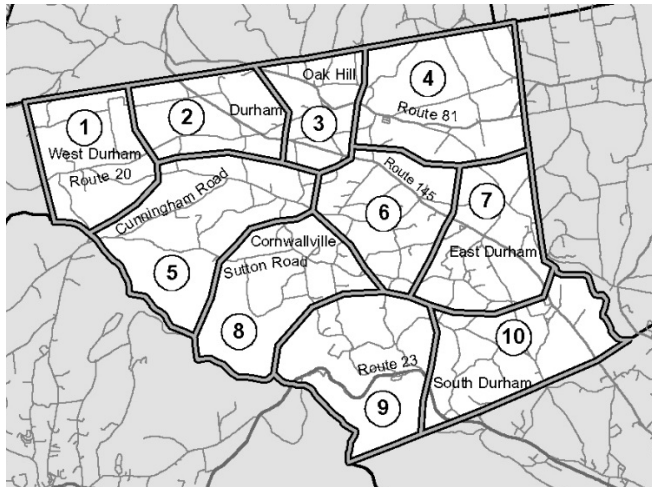 Oak Hill
4
1
2
Durham
3
Route 81
West Durham
Route 20
Route 145
7
Cunningham Road
6
Cornwallville
East Durham
5
Sutton Road
8
10
Route 23
South Durham
9